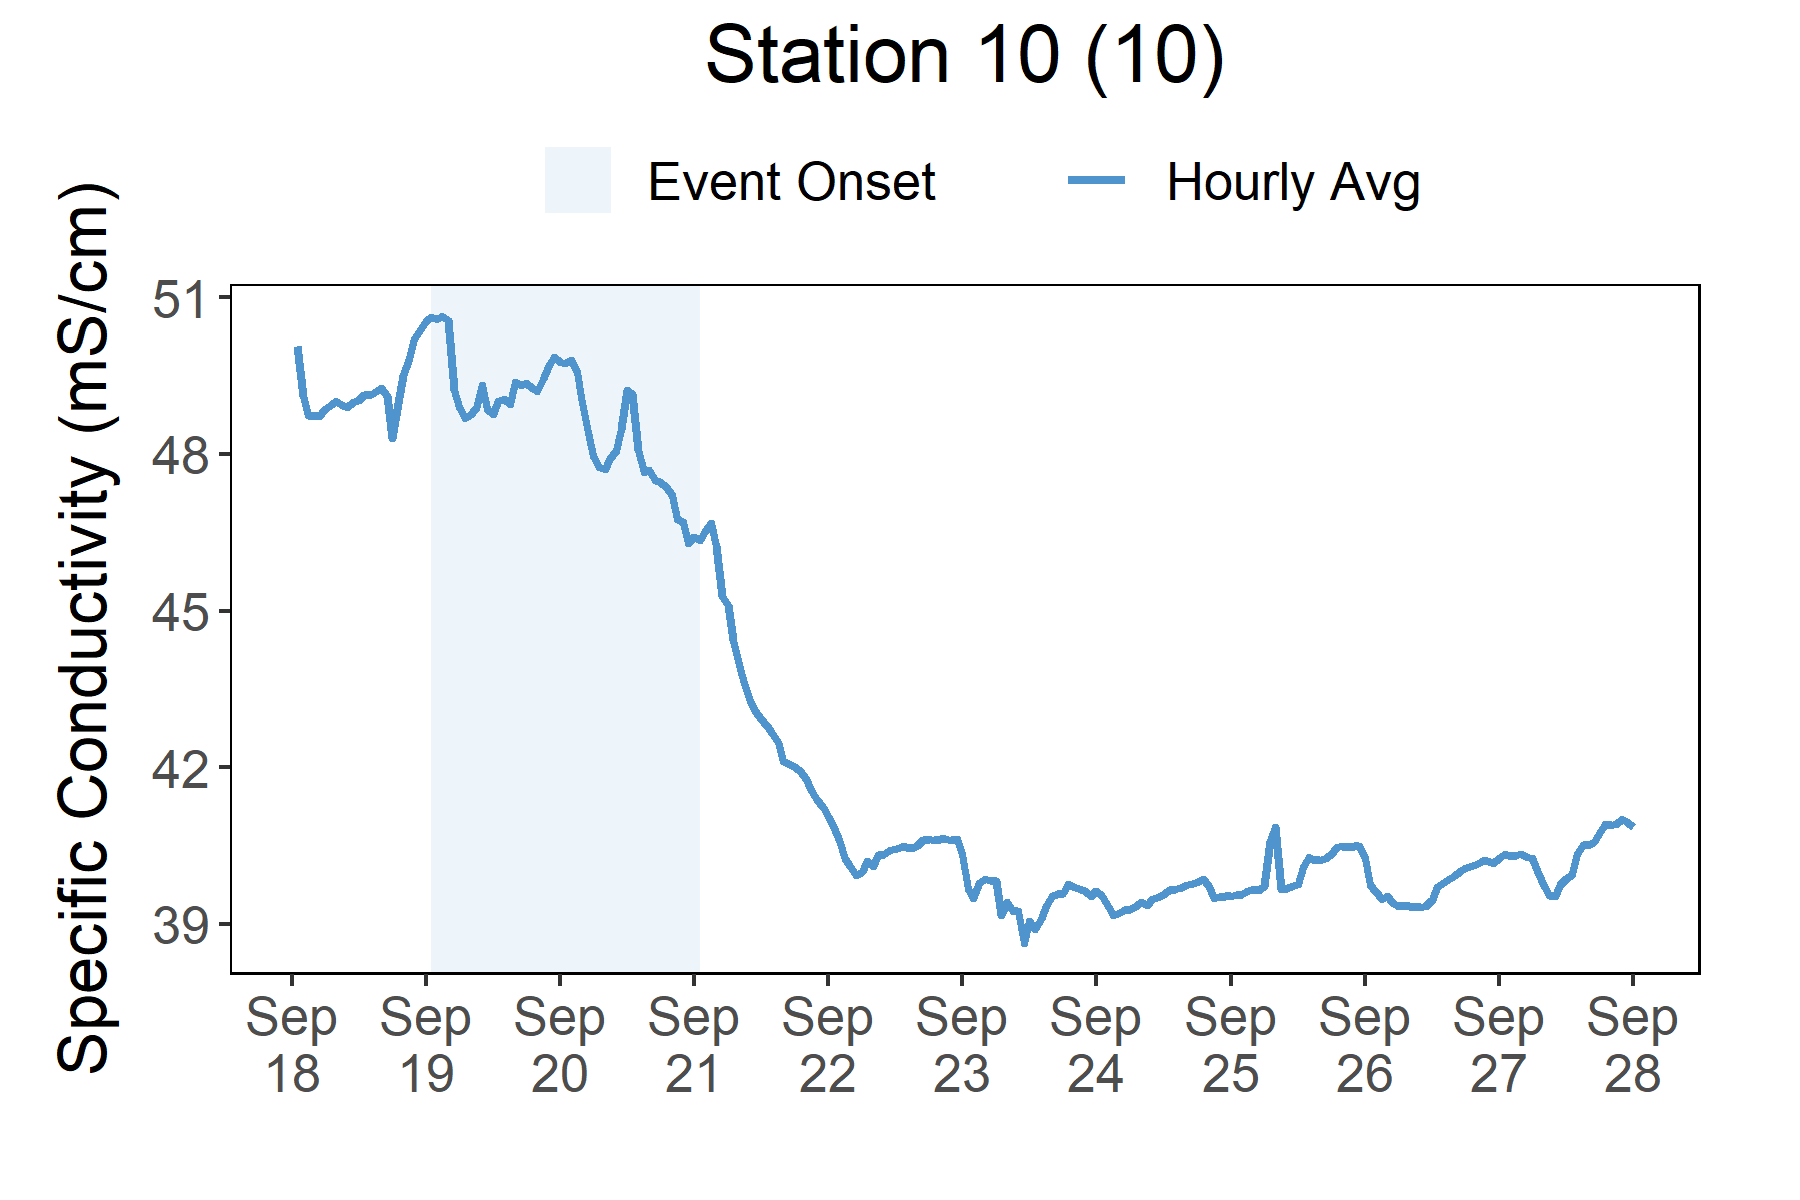 Station 10 (10)
Event Onset
Hourly Avg
Specific Conductivity (mS/cm)
51
48
45
42
39
Sep
18
Sep
19
Sep
20
Sep
21
Sep
22
Sep
23
Sep
24
Sep
25
Sep
26
Sep
27
Sep
28